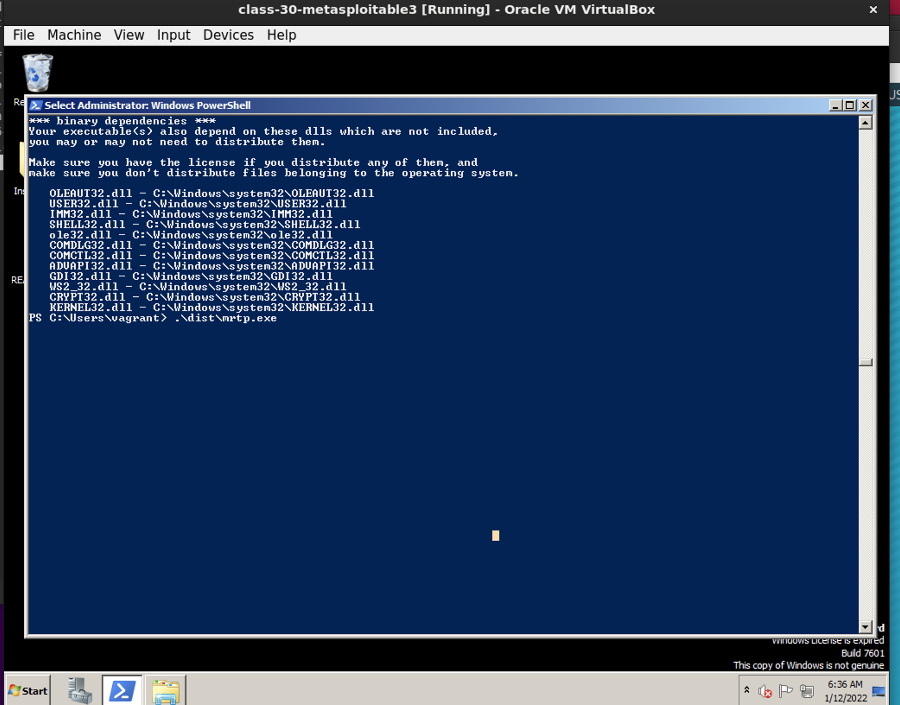 class-30-metasploitable3 [Running] - Oracle VM VirtualBox
File Machine View Input Devices Help
Select Administrator: Windows PowerShell
*** binary dependencies ***
Your executable(s) also depend on these dlls which are not included,
you may or may not need to distribute them.
Make sure you have the license if you distribute any of them, and
make sure you don't distribute files belonging to the operating system.
OLEAUT32.dll - C:\Windows\system32\OLEAUT32.dll
USER32.dll - C:\Windows\system32\USER32.dll
IMM32.dll - C:\Windows\system32\IMM32.dll
SHELL32.dll - C:\Windows\system32\SHELL32.dll
ole32.dll - C:\Windows\system32\ole32.dll
COMDLG32.dll - C:\Windows\system32\COMDLG32.dll
COMCTL32.dll - C:\Windows\system32\COMCTL32.dll
ADVAPI32.dll - C:\Windows\system32\ADVAPI32.dll
GDI32.dll - C:\Windows\system32\GDI32.dll
WS2_32.dll - C:\Windows\system32\WS2_32.dll
CRYPT32.dll - C:\Windows\system32\CRYPT32.dll
KERNEL32.dll - C:\Windows\system32\KERNEL32.dll
PS C:\Users\vagrant> .\dist\mrtp.exe
Windows License is expired
Build 7601
This copy of Windows is not genuine
Start
6:36 AM
1/12/2022